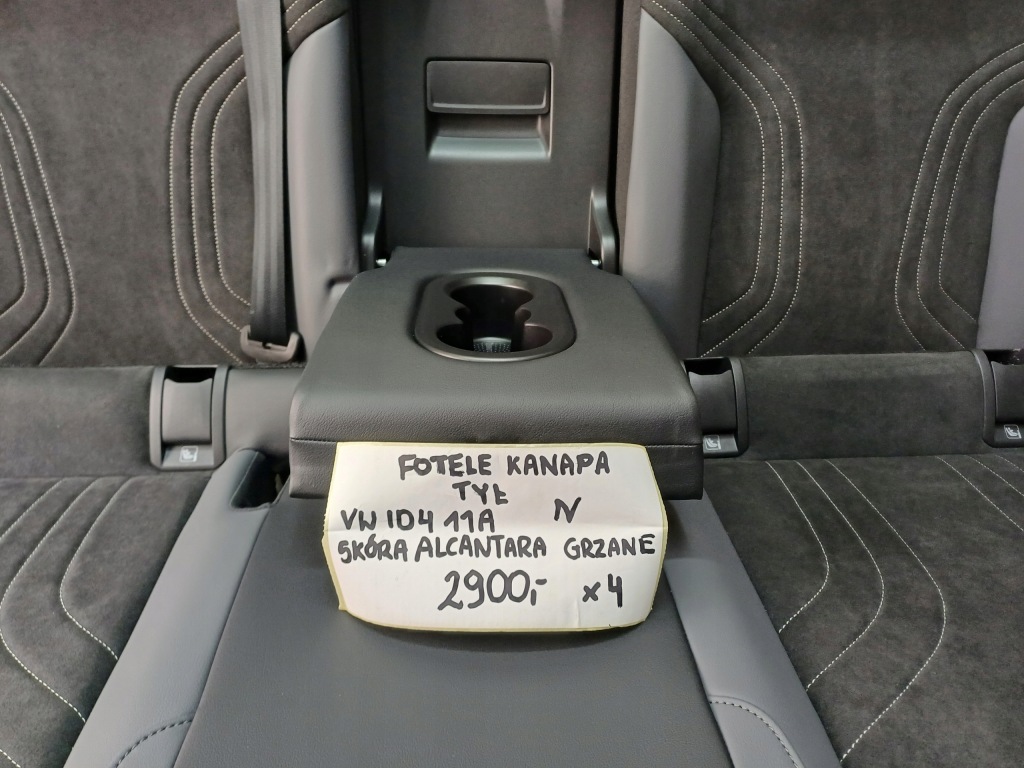 FOTELE KANAPA
TYŁ
VW ID4 11A N
SKÓRA ALCANTARA GRZANE
2900,- x4